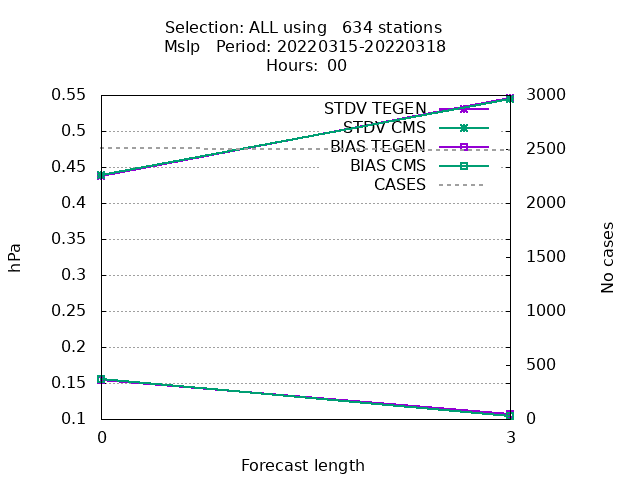 Selection: ALL using   634 stations
Mslp   Period: 20220315-20220318
Hours: 00
0.55
0.5
0.45
0.4
0.35
0.3
0.25
0.2
0.15
0.1
hPa
STDV TEGEN
STDV CMS
BIAS TEGEN
BIAS CMS
CASES
3000
2500
2000
1500
1000
500
0
No cases
0
3
Forecast length